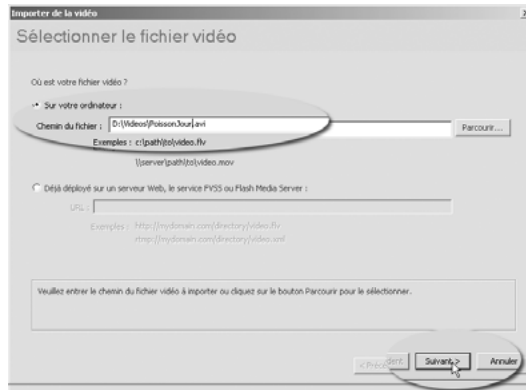 Importer de la vidéo
Sélectionner le fichier vidéo
Où est votre fichier vidéo ?
Sur votre ordinateur :
Chemin du fichier : D:\Videos\PoissonJour.avi
Parcourir...
Exemples : c:\path\to\video.flv
\\server\path\to\video.mov
Déjà déployé sur un serveur Web, le service FVSS ou Flash Media Server :
URL :
Exemples : http://mydomain.com/directory/video.flv
rtmp://mydomain.com/directory/video.xml
Veuillez entrer le chemin du fichier vidéo à importer ou cliquez sur le bouton Parcourir pour le sélectionner.
Suivant > Annuler